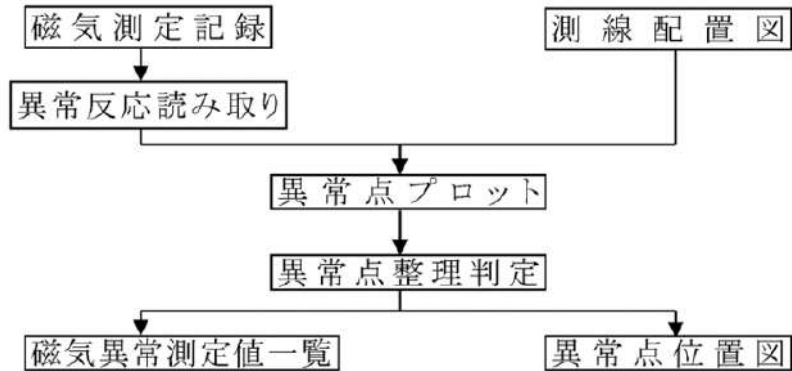 磁気測定記録
測線配置図
異常反応読み取り
異常点プロット
異常点整理判定
磁気異常測定値一覧
異常点位置図